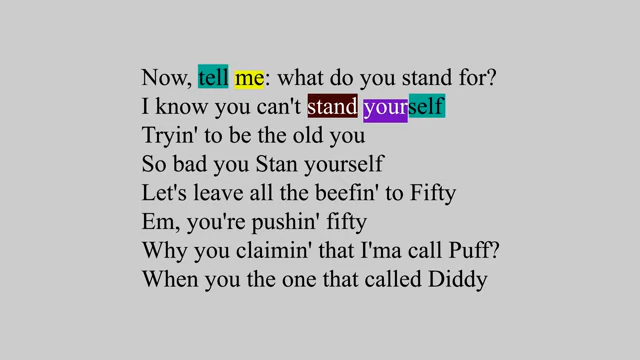 Now, tell me: what do you stand for?
I know you can't stand yourself
Tryin' to be the old you
So bad you Stan yourself
Let's leave all the beefin' to Fifty
Em, you're pushin' fifty
Why you claimin' that I'ma call Puff?
When you the one that called Diddy